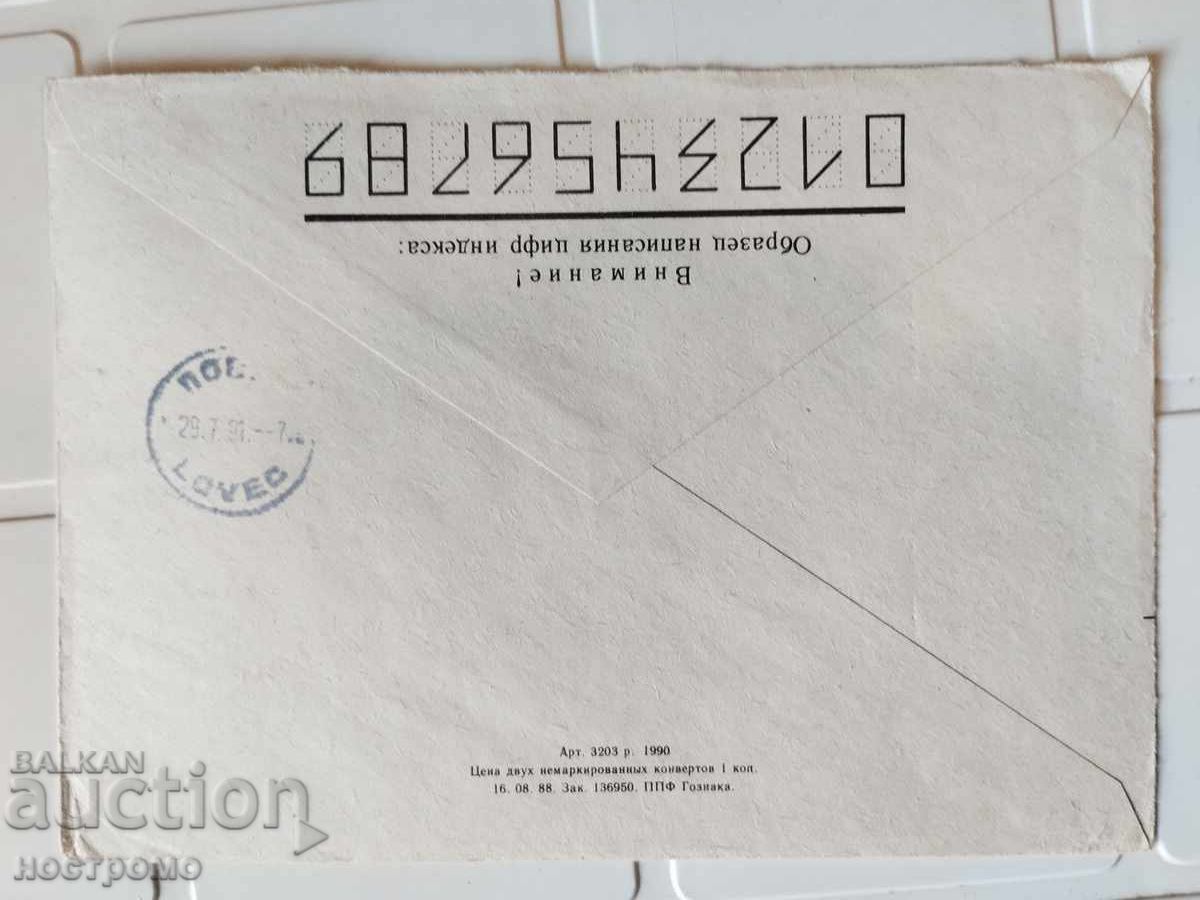 Внимание!
Образец написания цифр индекса:
0123456789
29.7.91.--7
LOVEC
Арт. 3203 р. 1990
Цена двух немаркированных конвертов 1 коп.
16. 08. 88. Зак. 136950. ППФ Гознака.
BALKAN
auction
ностромо